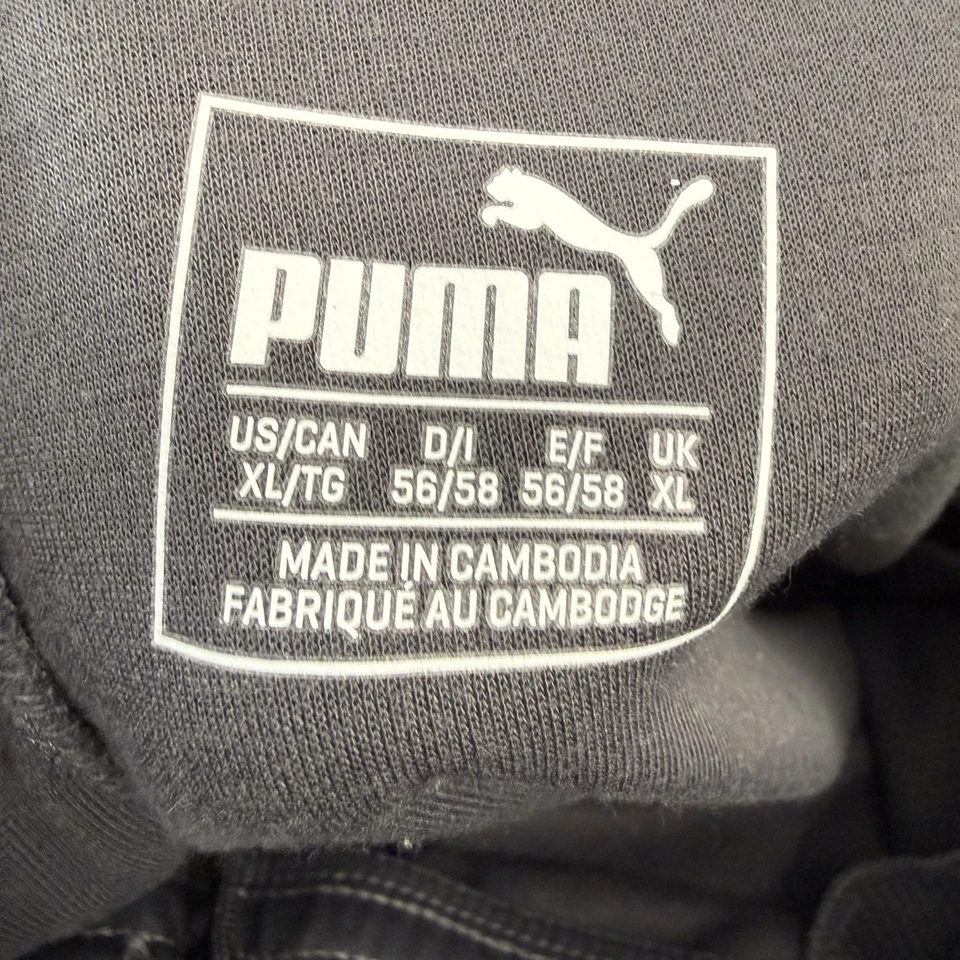 PUMA
US/CAN D/I E/F UK
XL/TG 56/58 56/58 XL
MADE IN CAMBODIA
FABRIQUÉ AU CAMBODGE